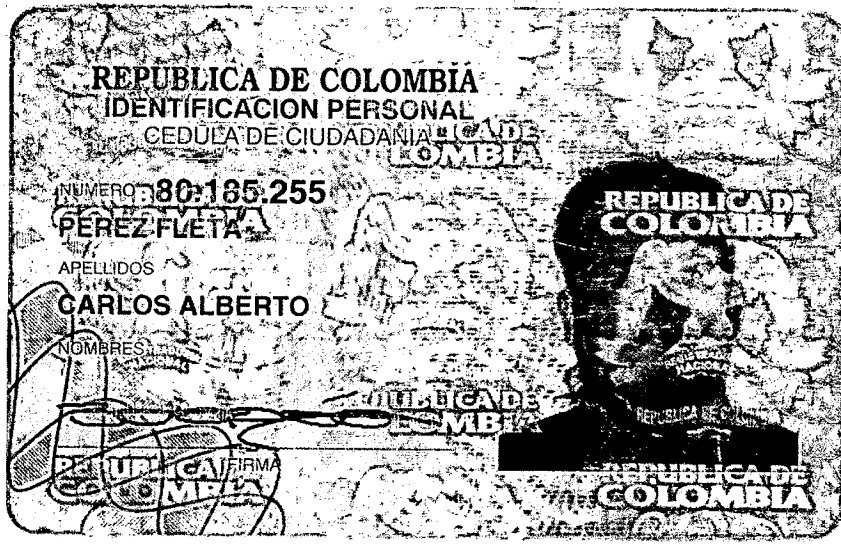 REPUBLICA DE COLOMBIA
IDENTIFICACION PERSONAL
CEDULA DE CIUDADANIA
NUMERO 80.185.255
PEREZ FLETA
APELLIDOS
CARLOS ALBERTO
NOMBRES
FIRMA
REPUBLICA DE
COLOMBIA
REPUBLICA DE
COLOMBIA